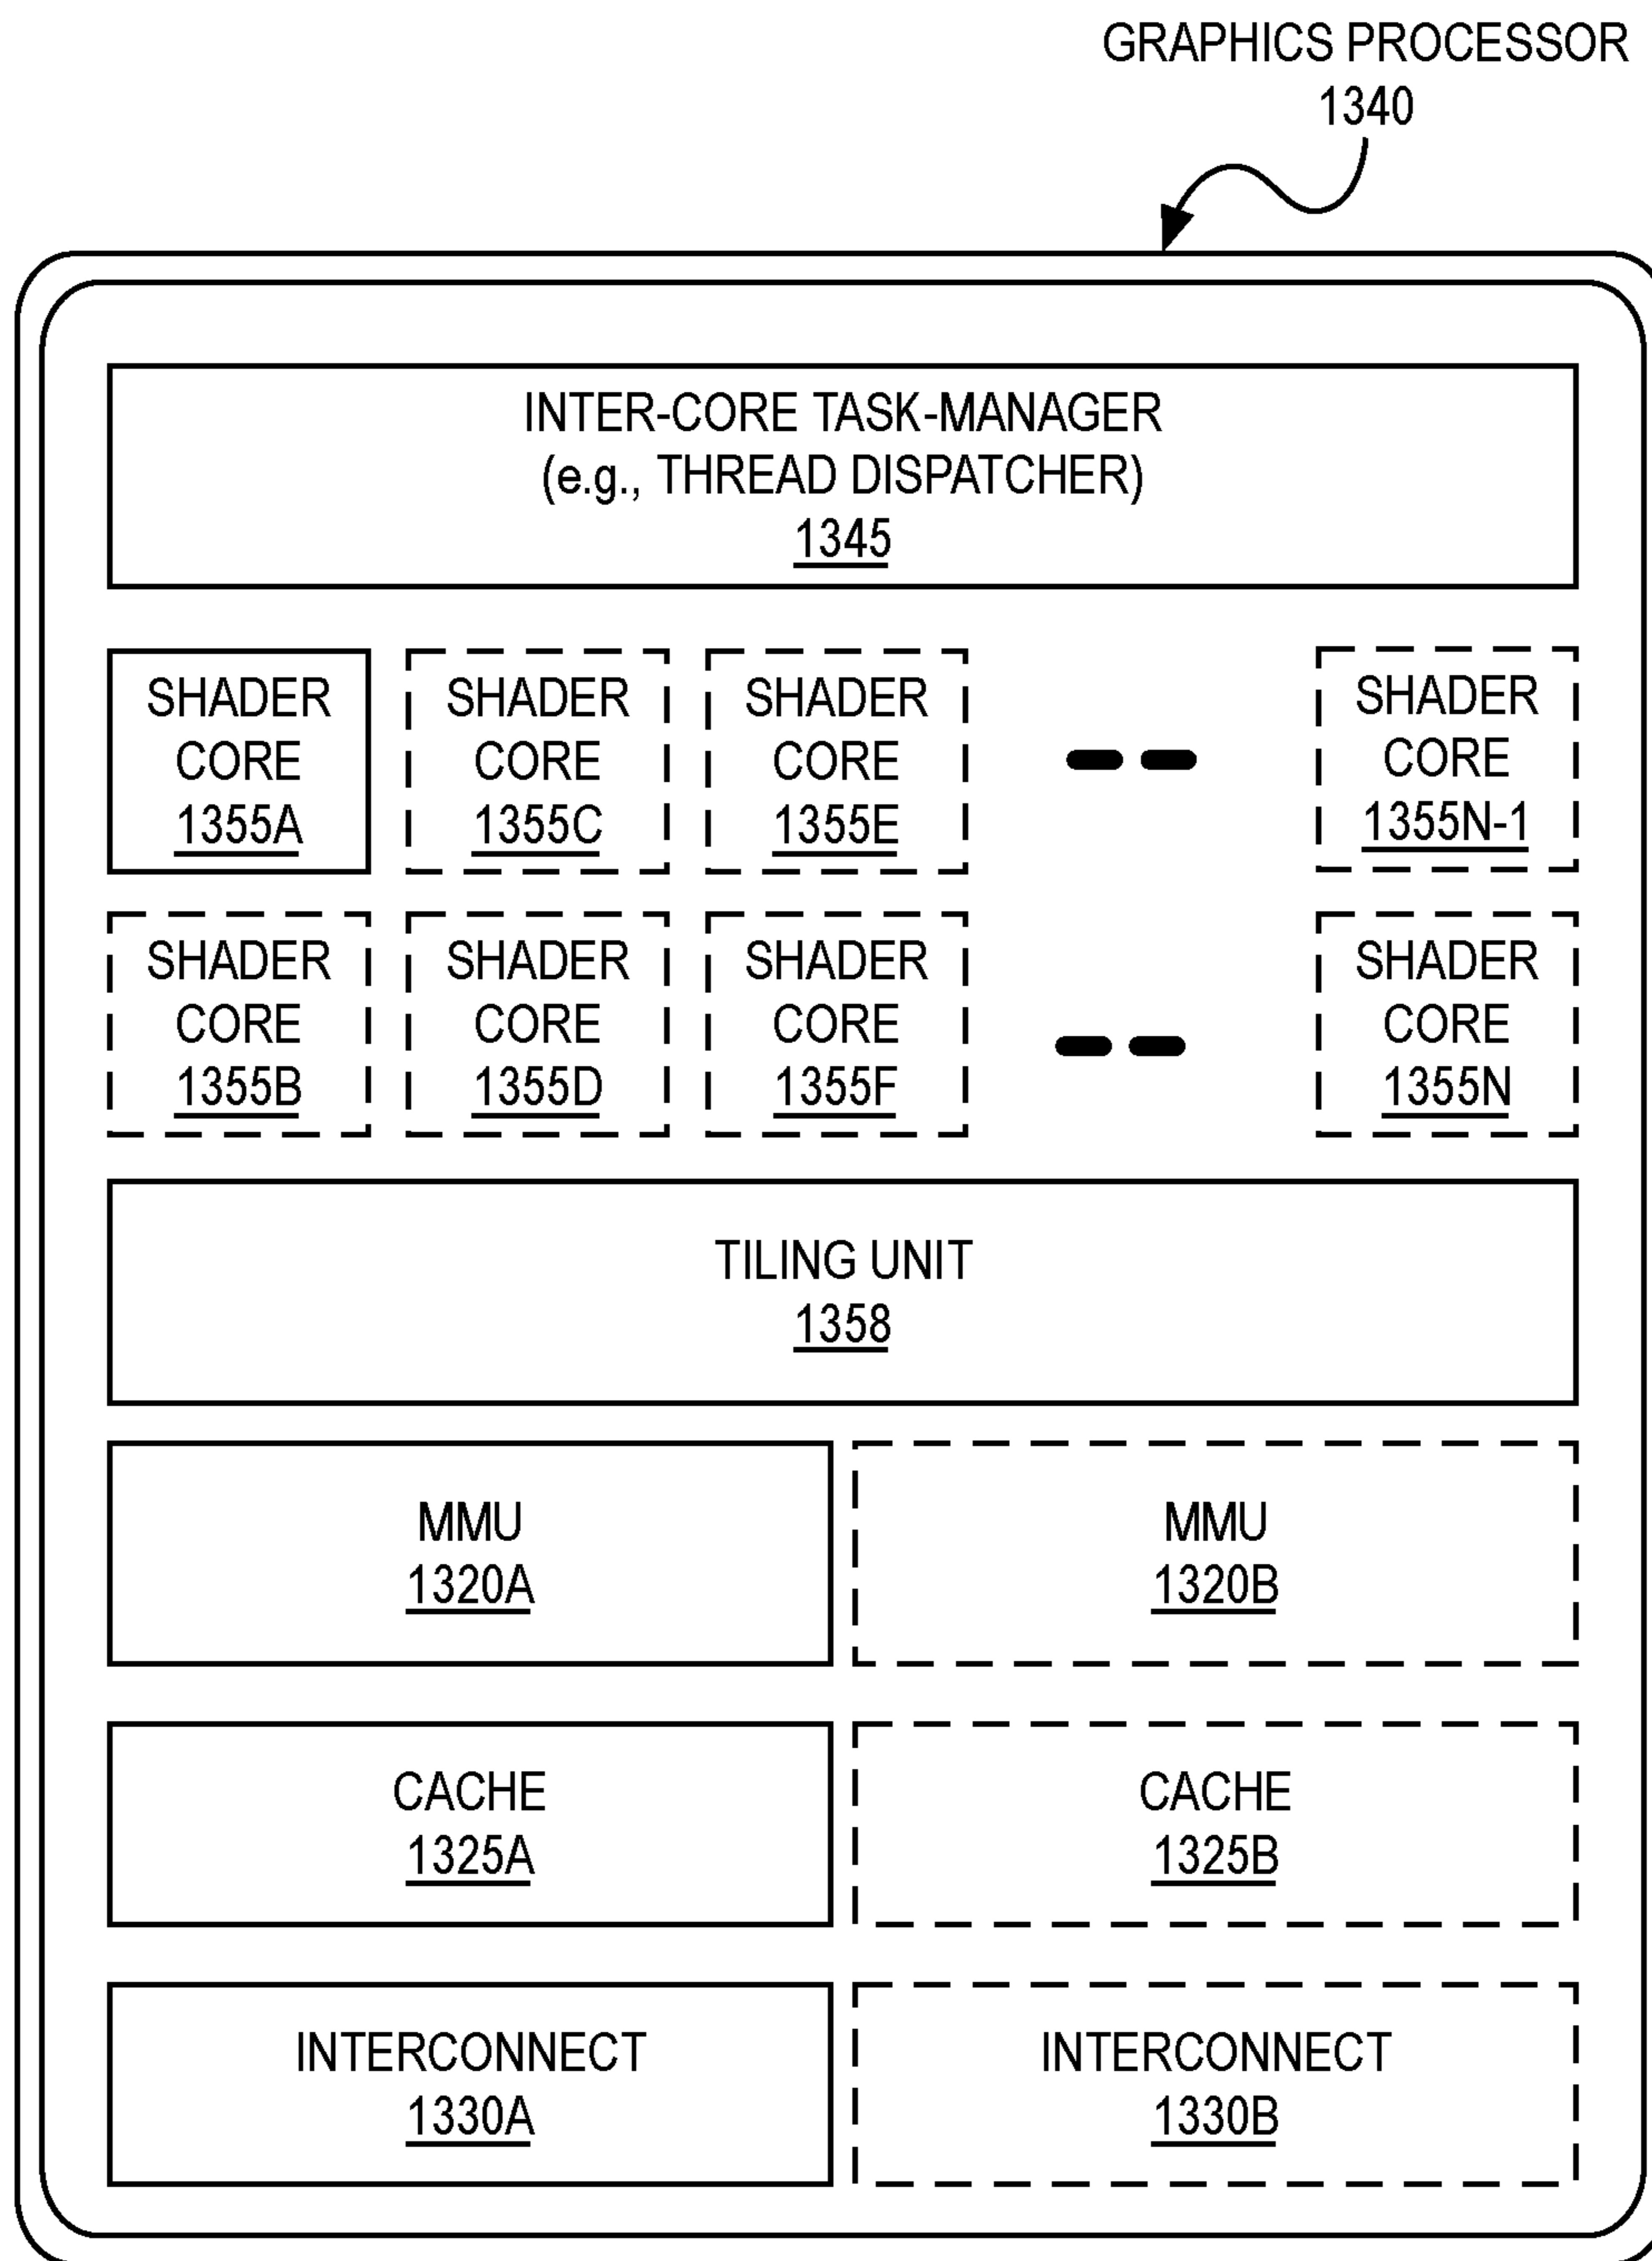 GRAPHICS PROCESSOR
1340
INTER-CORE TASK-MANAGER
(e.g., THREAD DISPATCHER)
1345
SHADER
CORE
1355A
SHADER
CORE
1355C
SHADER
CORE
1355E
SHADER
CORE
1355N-1
SHADER
CORE
1355B
SHADER
CORE
1355D
SHADER
CORE
1355F
SHADER
CORE
1355N
TILING UNIT
1358
MMU
1320A
MMU
1320B
CACHE
1325A
CACHE
1325B
INTERCONNECT
1330A
INTERCONNECT
1330B